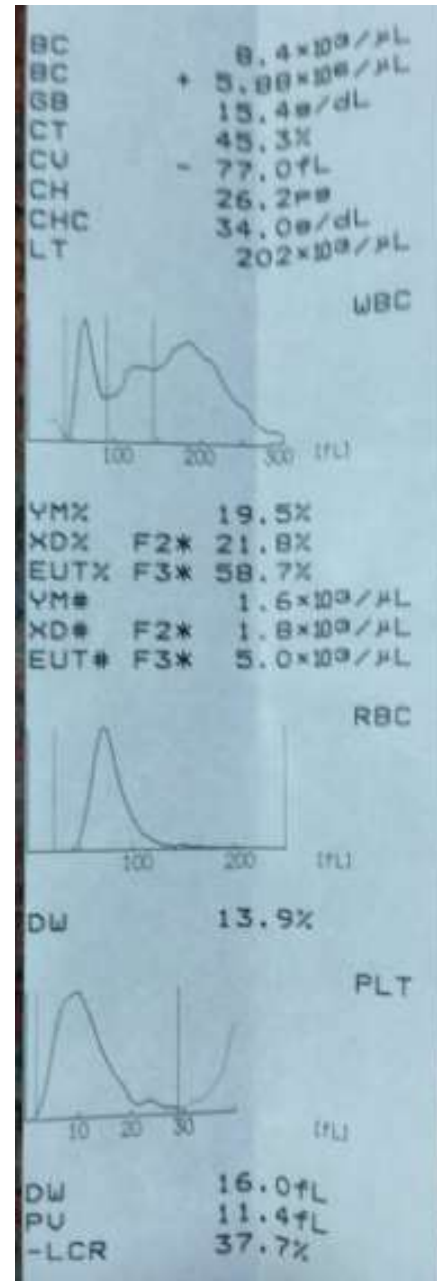 BC 8.4×10³/µL
BC + 5.88×10⁶/µL
GB 15.4g/dL
CT 45.3%
CV - 77.0fL
CH 26.2pg
CHC 34.0g/dL
LT 202×10³/µL
WBC
100 200 300 [fL]
YM% 19.5%
XD% F2* 21.8%
EUT% F3* 58.7%
YM# 1.6×10³/µL
XD# F2* 1.8×10³/µL
EUT# F3* 5.0×10³/µL
RBC
100 200 [fL]
DW 13.9%
PLT
10 20 30 [fL]
DW 16.0fL
PV 11.4fL
-LCR 37.7%